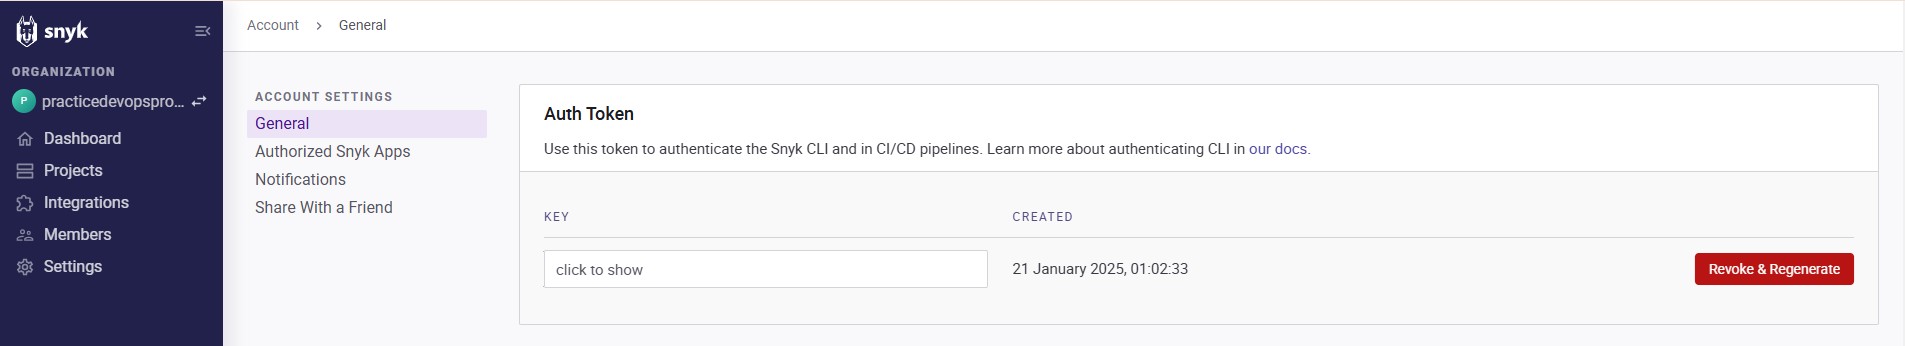 snyk
ORGANIZATION
P
practicedevopspro...
Dashboard
Projects
Integrations
Members
Settings
Account > General
ACCOUNT SETTINGS
General
Authorized Snyk Apps
Notifications
Share With a Friend
Auth Token
Use this token to authenticate the Snyk CLI and in CI/CD pipelines. Learn more about authenticating CLI in our docs.
KEY CREATED
click to show 21 January 2025, 01:02:33 Revoke & Regenerate